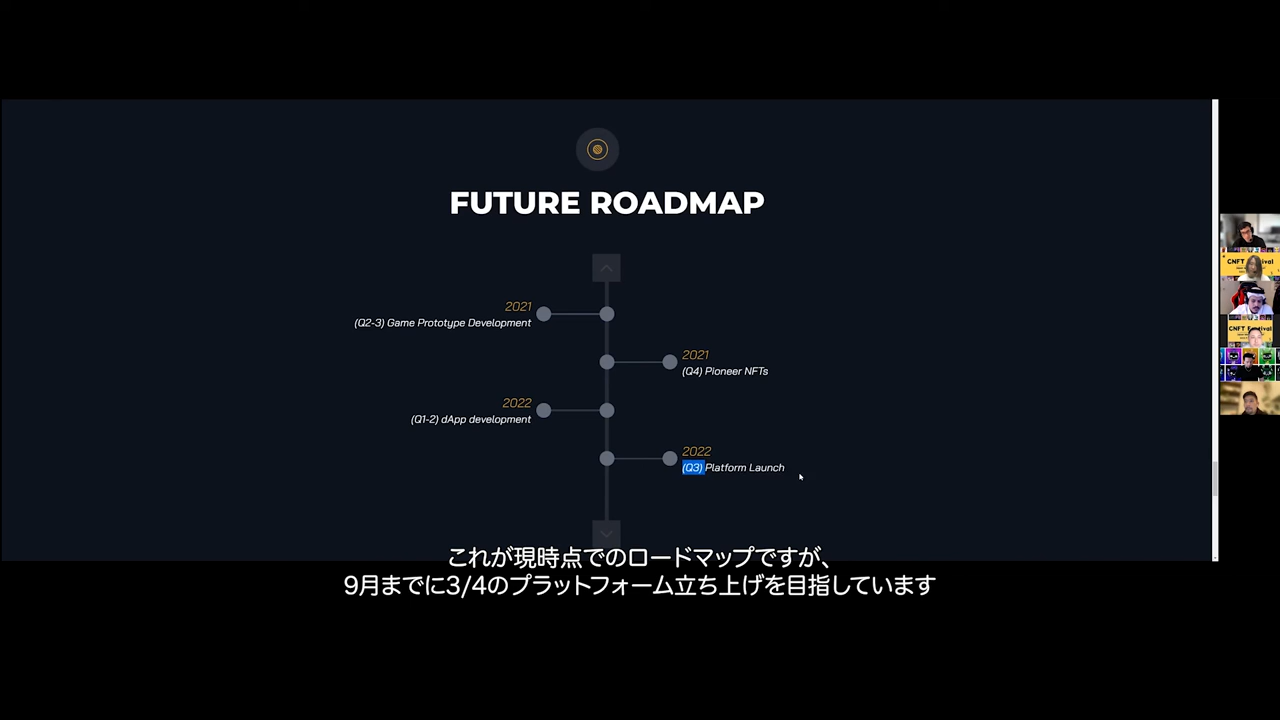 FUTURE ROADMAP
2021
(Q2-3) Game Prototype Development
2021
(Q4) Pioneer NFTs
2022
(Q1-2) dApp development
2022
(Q3) Platform Launch
CNFT
CNFT
これが現時点でのロードマップですが、
9月までに3/4のプラットフォーム立ち上げを目指しています